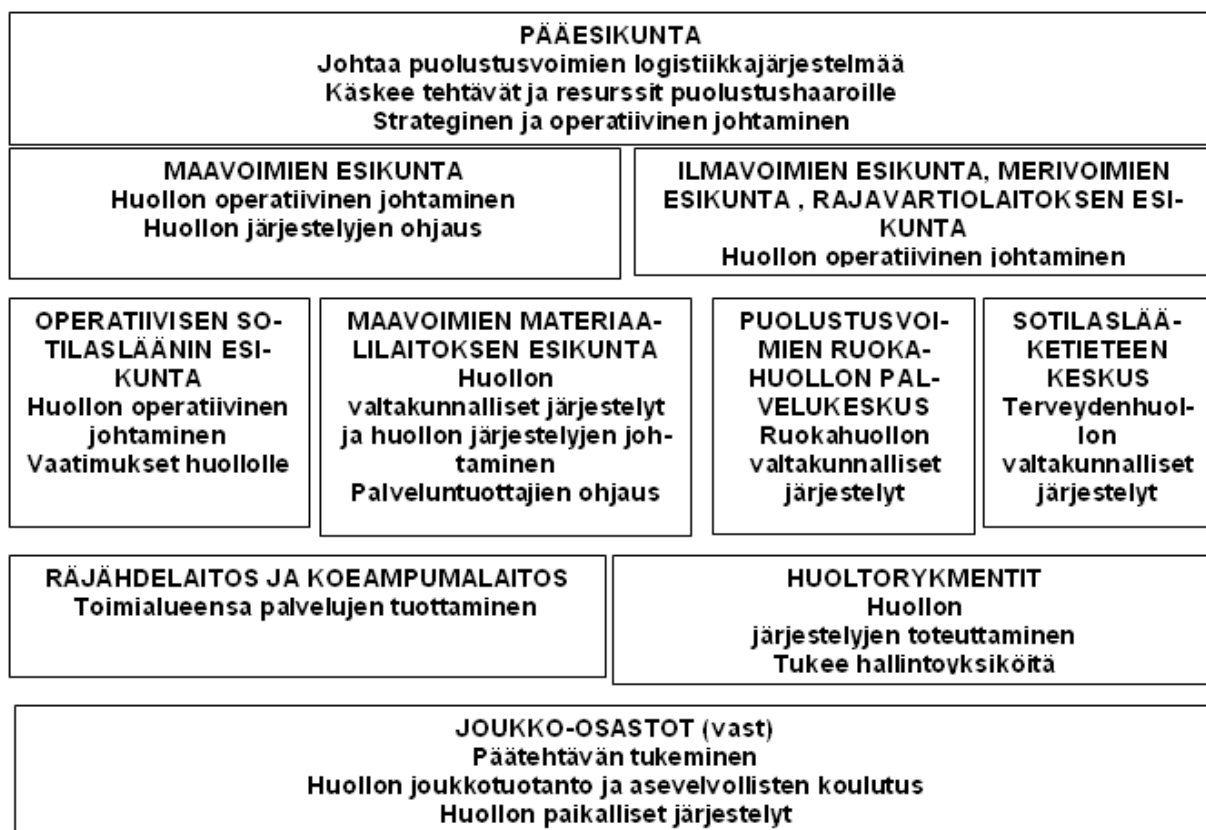 PÄÄESIKUNTA
Johtaa puolustusvoimien logistiikkajärjestelmää
Käskee tehtävät ja resurssit puolustushaaroille
Strateginen ja operatiivinen johtaminen
MAAVOIMIEN ESIKUNTA
Huollon operatiivinen johtaminen
Huollon järjestelyjen ohjaus
ILMAVOIMIEN ESIKUNTA, MERIVOIMIEN
ESIKUNTA , RAJAVARTIOLAITOKSEN ESI-
KUNTA
Huollon operatiivinen johtaminen
OPERATIIVISEN SO-
TILASLÄÄNIN ESI-
KUNTA
Huollon operatiivinen
johtaminen
Vaatimukset huollolle
MAAVOIMIEN MATERIAA-
LILAITOKSEN ESIKUNTA
Huollon
valtakunnalliset järjestelyt
ja huollon järjestelyjen joh-
taminen
Palveluntuottajien ohjaus
PUOLUSTUSVOI-
MIEN RUOKA-
HUOLLON PAL-
VELUKESKUS
Ruokahuollon
valtakunnalliset
järjestelyt
SOTILASLÄÄ-
KETIETEEN
KESKUS
Terveydenhuol-
lon
valtakunnalliset
järjestelyt
RÄJÄHDELAITOS JA KOEAMPUMALAITOS
Toimialueensa palvelujen tuottaminen
HUOLTORYKMENTIT
Huollon
järjestelyjen toteuttaminen
Tukee hallintoyksiköitä
JOUKKO-OSASTOT (vast)
Päätehtävän tukeminen
Huollon joukkotuotanto ja asevelvollisten koulutus
Huollon paikalliset järjestelyt